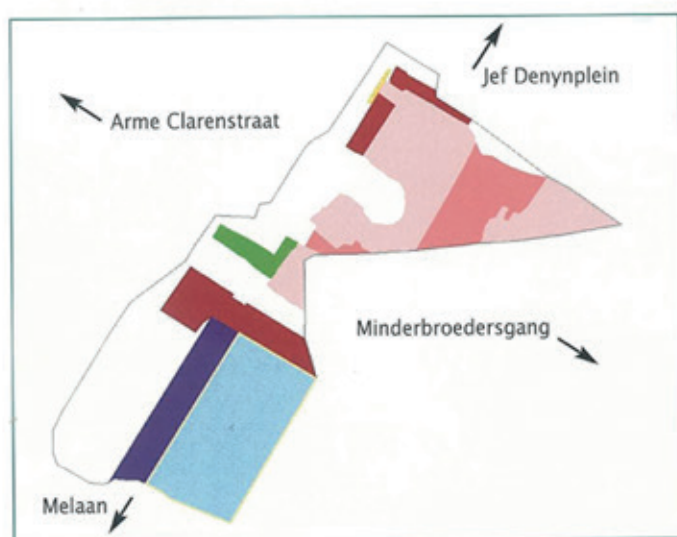 Jef Denynplein
Arme Clarenstraat
Minderbroedersgang
Melaan